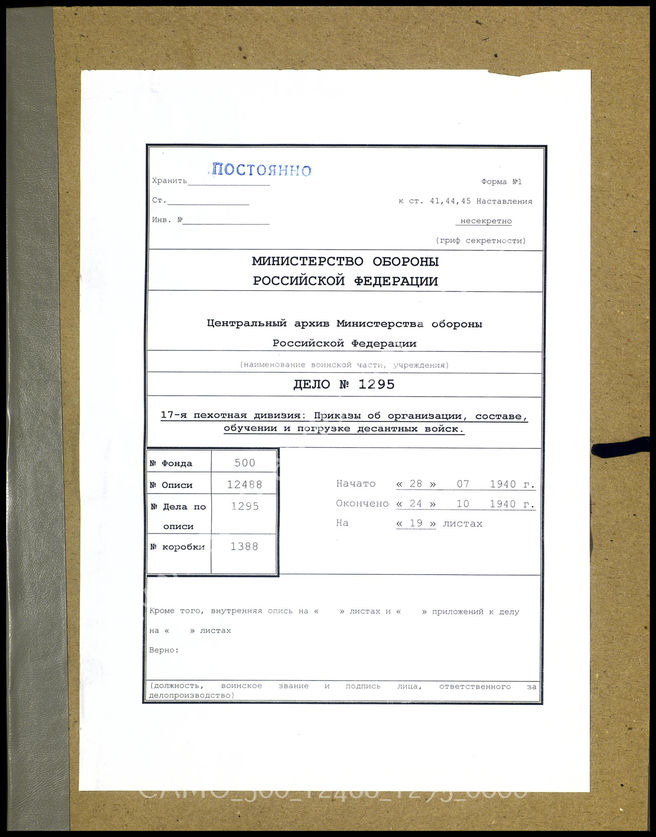 ПОСТОЯННО
Хранить
Форма №1
Ст.
к ст. 41,44,45 Наставления
Инв. №
несекретно
(гриф секретности)
МИНИСТЕРСТВО ОБОРОНЫ
РОССИЙСКОЙ ФЕДЕРАЦИИ
Центральный архив Министерства обороны
Российской Федерации
(наименование воинской части, учреждения)
ДЕЛО № 1295
17-я пехотная дивизия: Приказы об организации, составе,
обучении и погрузке десантных войск.
№ Фонда 500
№ Описи 12488
№ Дела по описи 1295
№ коробки 1388
Начато « 28 » 07 1940 г.
Окончено « 24 » 10 1940 г.
На « 19 » листах
Кроме того, внутренняя опись на « » листах и « » приложений к делу
на « » листах
Верно:
(должность, воинское звание и подпись лица, ответственного за
делопроизводство)
CAMO_500_12488_1295_0000